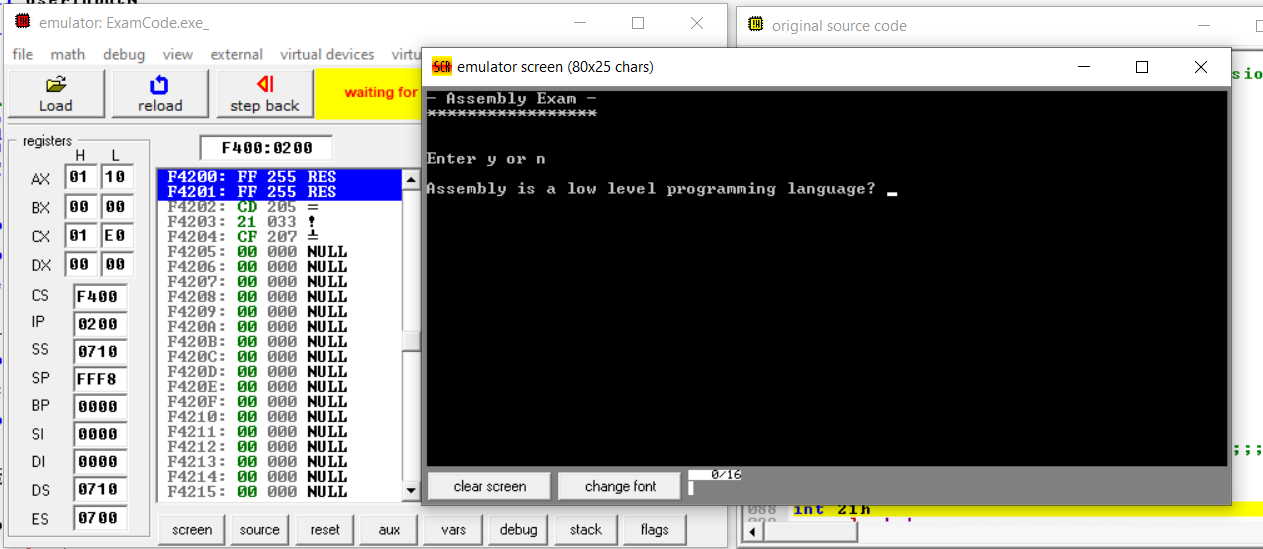 userinputN
emulator: ExamCode.exe_
file math debug view external virtual devices virtu
Load
reload
step back
waiting for
registers
H L
F400:0200
AX 01 10
BX 00 00
CX 01 E0
DX 00 00
CS F400
IP 0200
SS 0710
SP FFF8
BP 0000
SI 0000
DI 0000
DS 0710
ES 0700
F4200: FF 255 RES
F4201: FF 255 RES
F4202: CD 205 =
F4203: 21 033 !
F4204: CF 207 ╧
F4205: 00 000 NULL
F4206: 00 000 NULL
F4207: 00 000 NULL
F4208: 00 000 NULL
F4209: 00 000 NULL
F420A: 00 000 NULL
F420B: 00 000 NULL
F420C: 00 000 NULL
F420D: 00 000 NULL
F420E: 00 000 NULL
F420F: 00 000 NULL
F4210: 00 000 NULL
F4211: 00 000 NULL
F4212: 00 000 NULL
F4213: 00 000 NULL
F4214: 00 000 NULL
F4215: 00 000 NULL
screen source reset aux vars debug stack flags
original source code
sio
;;;
088 int 21h
emulator screen (80x25 chars)
- Assembly Exam -
*****************
Enter y or n
Assembly is a low level programming language? _
clear screen
change font
0/16